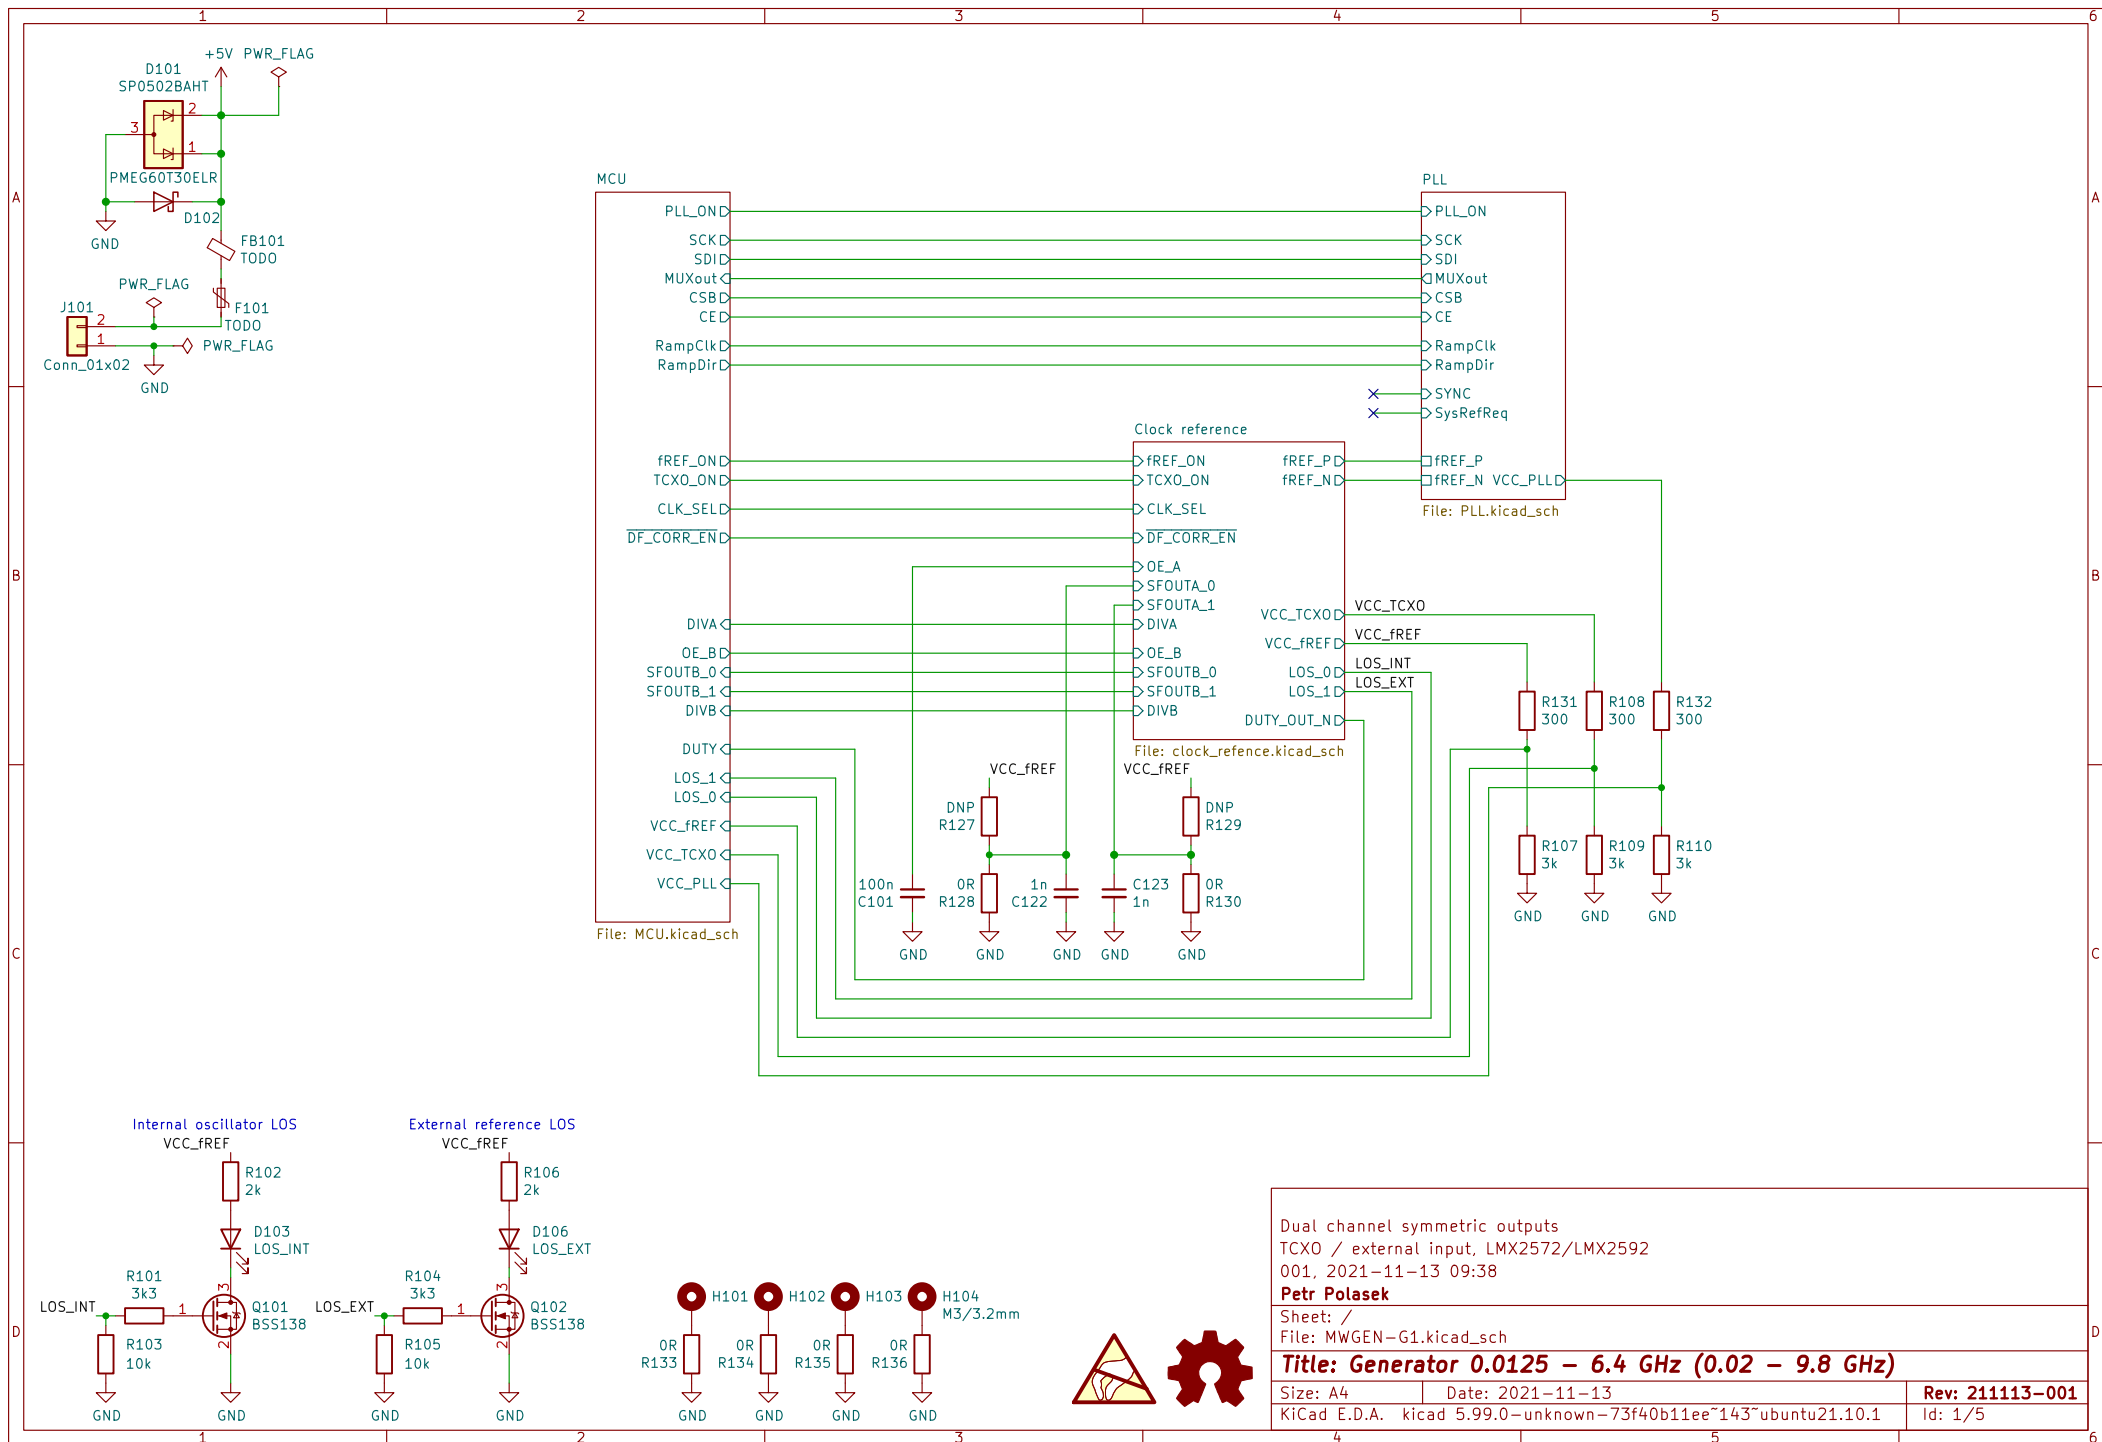 1
2
3
4
5
6
A
B
C
D
A
B
C
D
1
2
3
4
5
6
+5V PWR_FLAG
D101
SP0502BAHT
2
3
1
PMEG60T30ELR
D102
GND
FB101
TODO
PWR_FLAG
F101
TODO
J101
2
1
PWR_FLAG
Conn_01x02
GND
MCU
PLL_ON
SCK
SDI
MUXout
CSB
CE
RampClk
RampDir
fREF_ON
TCXO_ON
CLK_SEL
DF_CORR_EN
DIVA
OE_B
SFOUTB_0
SFOUTB_1
DIVB
DUTY
LOS_1
LOS_0
VCC_fREF
VCC_TCXO
VCC_PLL
File: MCU.kicad_sch
PLL
PLL_ON
SCK
SDI
MUXout
CSB
CE
RampClk
RampDir
SYNC
SysRefReq
fREF_P
fREF_N VCC_PLL
File: PLL.kicad_sch
Clock reference
fREF_ON
TCXO_ON
CLK_SEL
DF_CORR_EN
OE_A
SFOUTA_0
SFOUTA_1
DIVA
OE_B
SFOUTB_0
SFOUTB_1
DIVB
fREF_P
fREF_N
VCC_TCXO
VCC_fREF
LOS_0
LOS_1
DUTY_OUT_N
File: clock_refence.kicad_sch
VCC_TCXO
VCC_fREF
LOS_INT
LOS_EXT
R131
300
R108
300
R132
300
R107
3k
R109
3k
R110
3k
GND
GND
GND
VCC_fREF
VCC_fREF
DNP
R127
DNP
R129
100n
C101
0R
R128
1n
C122
C123
1n
0R
R130
GND
GND
GND
GND
GND
Internal oscillator LOS
VCC_fREF
R102
2k
D103
LOS_INT
R101
3k3
LOS_INT
1
3
2
Q101
BSS138
R103
10k
GND
GND
External reference LOS
VCC_fREF
R106
2k
D106
LOS_EXT
R104
3k3
LOS_EXT
1
3
2
Q102
BSS138
R105
10k
GND
GND
H101
H102
H103
H104
M3/3.2mm
0R
R133
0R
R134
0R
R135
0R
R136
GND
GND
GND
GND
Dual channel symmetric outputs
TCXO / external input, LMX2572/LMX2592
001, 2021-11-13 09:38
Petr Polasek
Sheet: /
File: MWGEN-G1.kicad_sch
Title: Generator 0.0125 - 6.4 GHz (0.02 - 9.8 GHz)
Size: A4
Date: 2021-11-13
Rev: 211113-001
KiCad E.D.A. kicad 5.99.0-unknown-73f40b11ee~143~ubuntu21.10.1
Id: 1/5